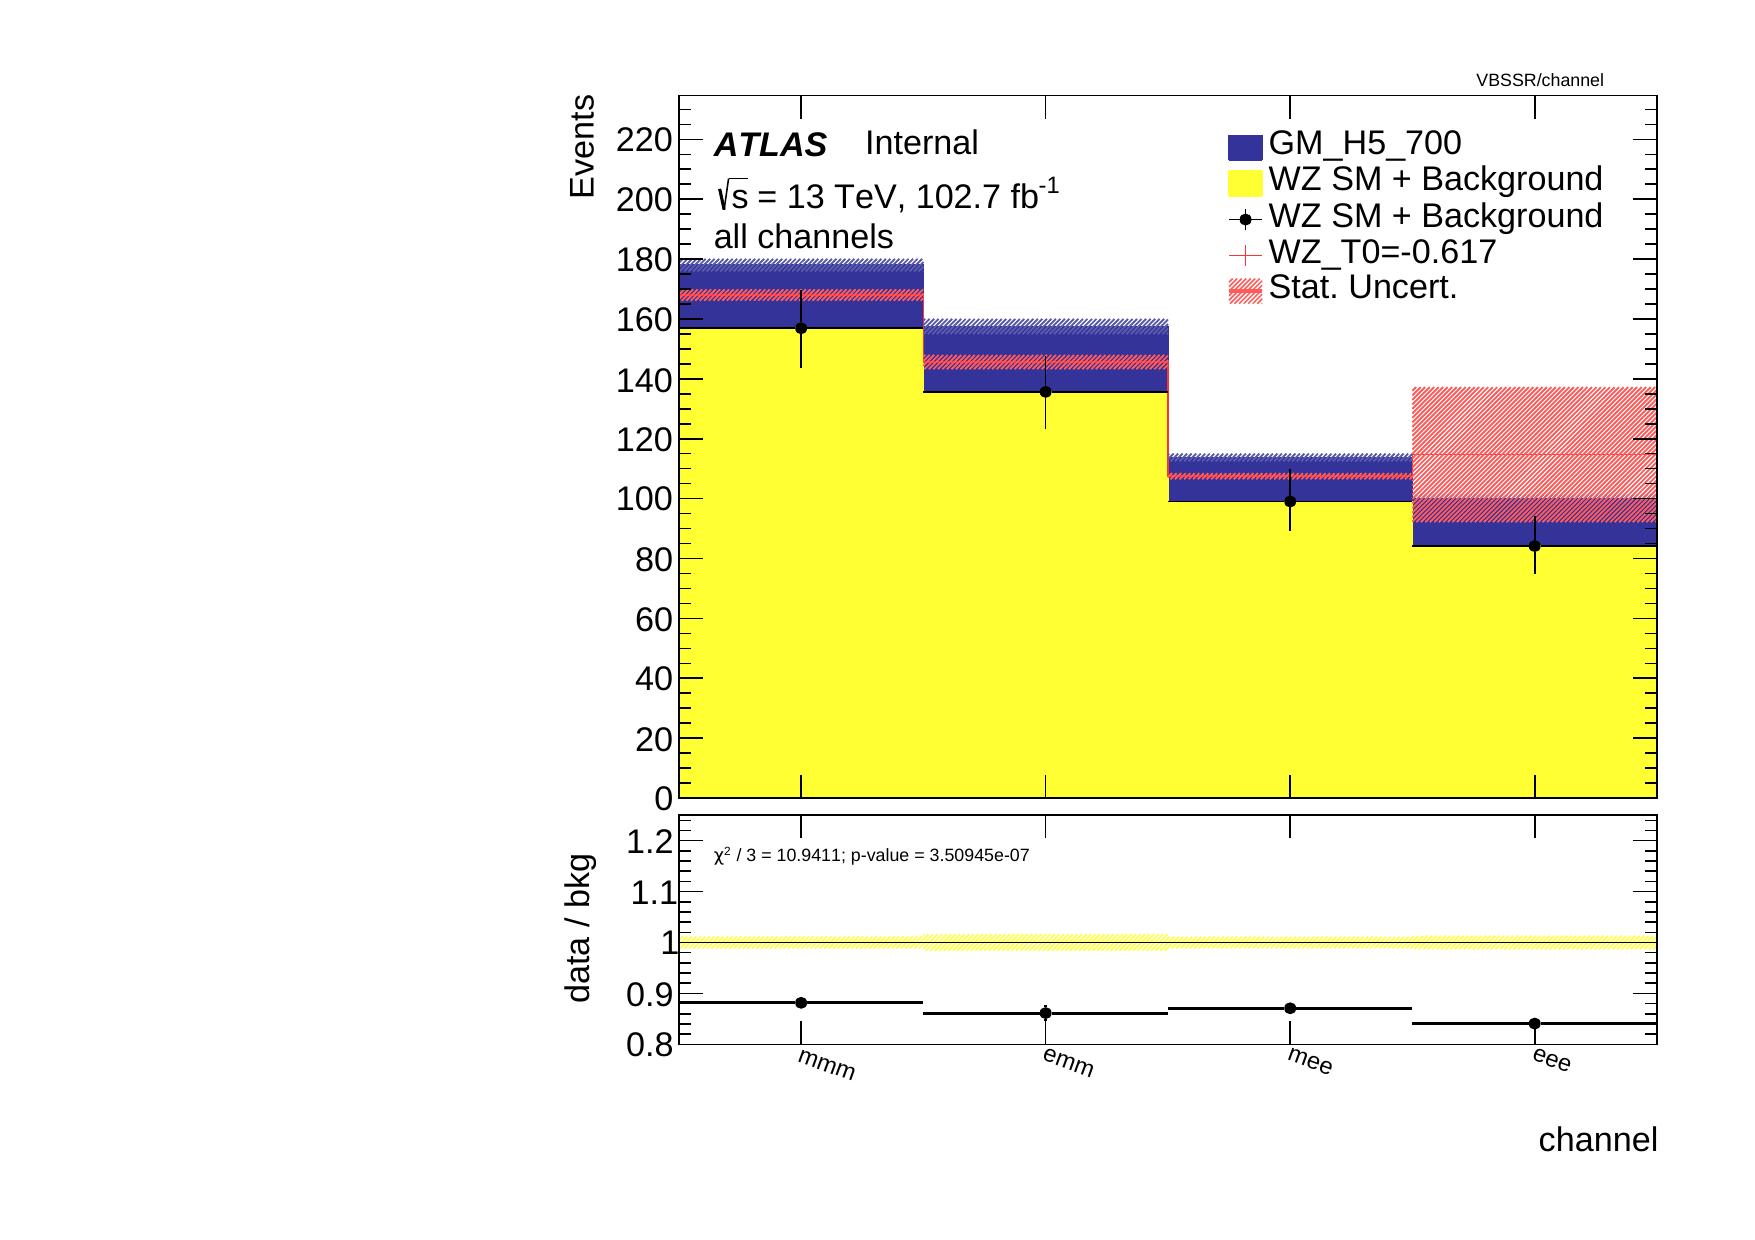 VBSSR/channel
Events
220
200
180
160
140
120
100
80
60
40
20
0
ATLAS Internal
√s = 13 TeV, 102.7 fb⁻¹
all channels
GM_H5_700
WZ SM + Background
WZ SM + Background
WZ_T0=-0.617
Stat. Uncert.
data / bkg
1.2
1.1
1
0.9
0.8
χ² / 3 = 10.9411; p-value = 3.50945e-07
mmm
emm
mee
eee
channel